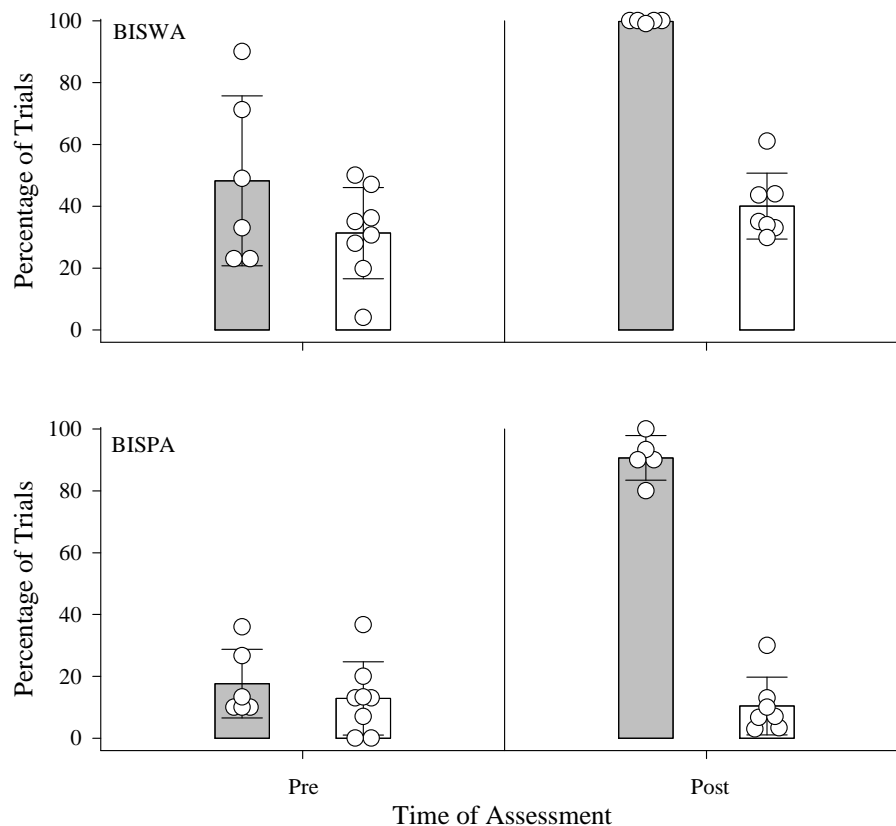 100
BISWA
80
60
40
20
0
Percentage of Trials
100
BISPA
80
60
40
20
0
Percentage of Trials
Pre
Post
Time of Assessment